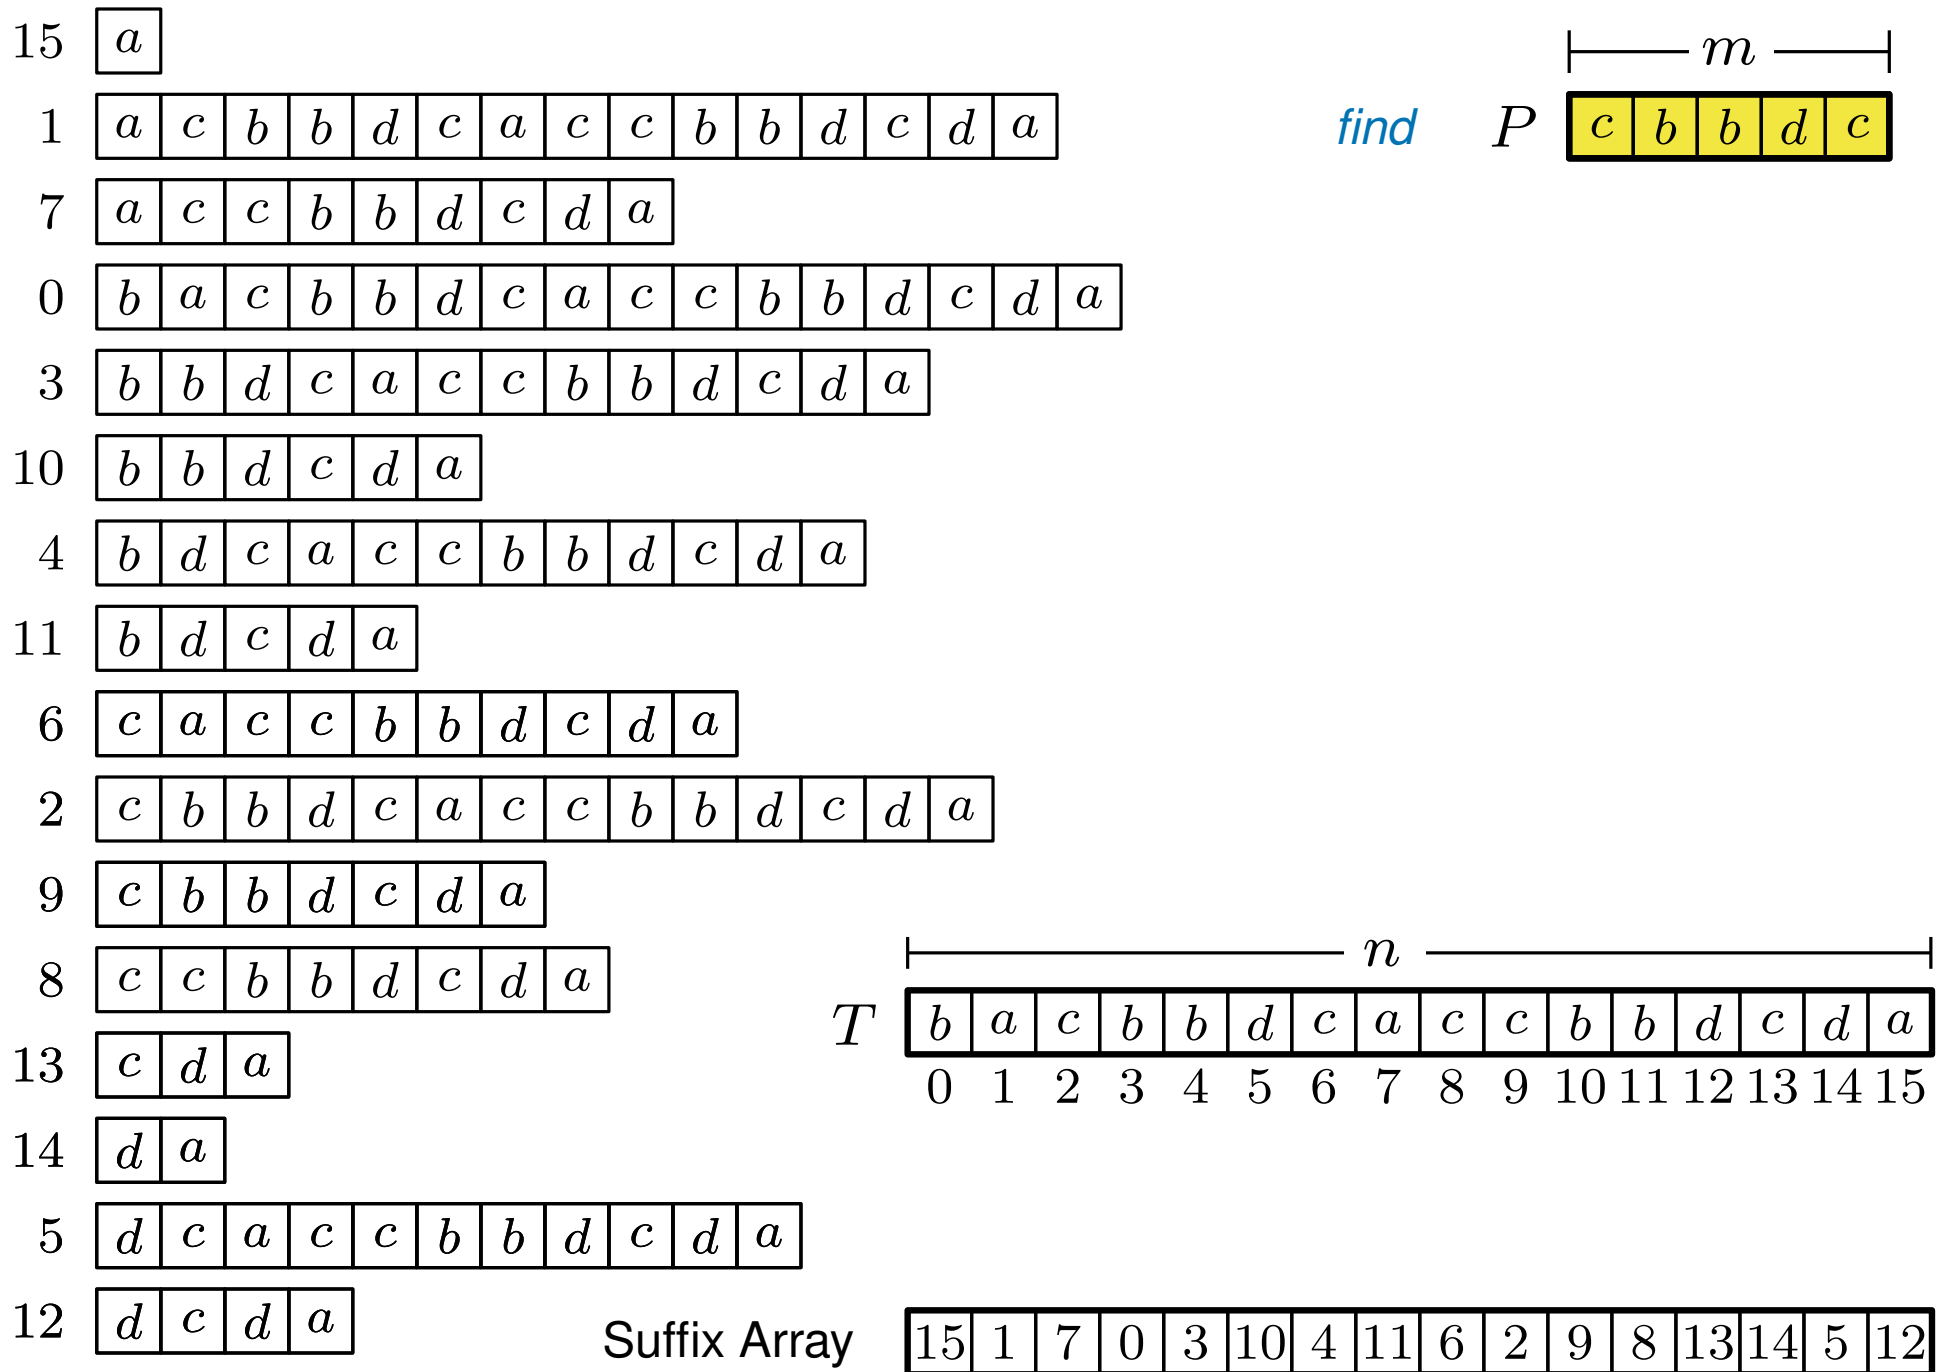 15 a
m
1 a c b b d c a c c b b d c d a
find P c b b d c
7 a c c b b d c d a
0 b a c b b d c a c c b b d c d a
3 b b d c a c c b b d c d a
10 b b d c d a
4 b d c a c c b b d c d a
11 b d c d a
6 c a c c b b d c d a
2 c b b d c a c c b b d c d a
9 c b b d c d a
8 c c b b d c d a
13 c d a
14 d a
5 d c a c c b b d c d a
12 d c d a
n
T b a c b b d c a c c b b d c d a
0 1 2 3 4 5 6 7 8 9 10 11 12 13 14 15
Suffix Array 15 1 7 0 3 10 4 11 6 2 9 8 13 14 5 12